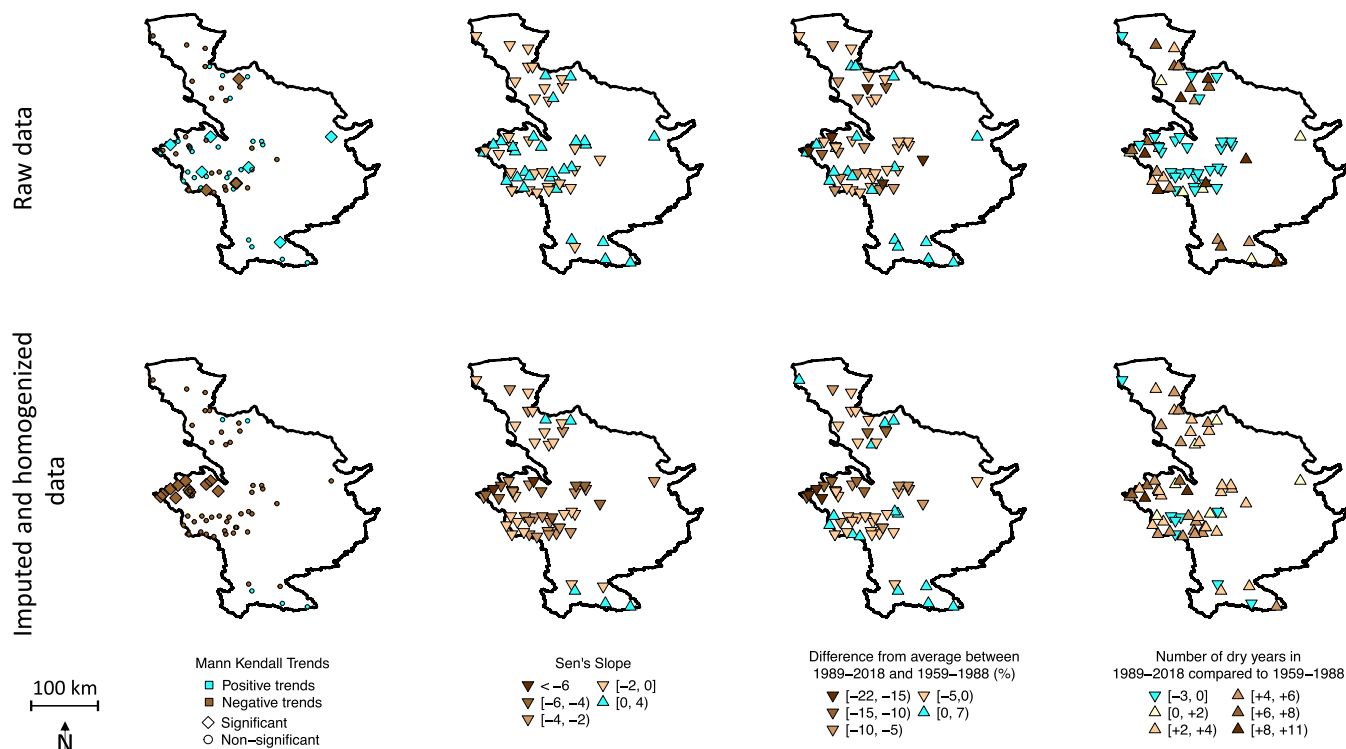 Raw data
Imputed and homogenized
data
100 km
N
Mann Kendall Trends
Positive trends
Negative trends
Significant
Non−significant
Sen's Slope
< −6
[−6, −4)
[−4, −2)
[−2, 0]
[0, 4)
Difference from average between
1989−2018 and 1959−1988 (%)
[−22, −15)
[−15, −10)
[−10, −5)
[−5,0)
[0, 7)
Number of dry years in
1989−2018 compared to 1959−1988
[−3, 0]
[0, +2)
[+2, +4)
[+4, +6)
[+6, +8)
[+8, +11)